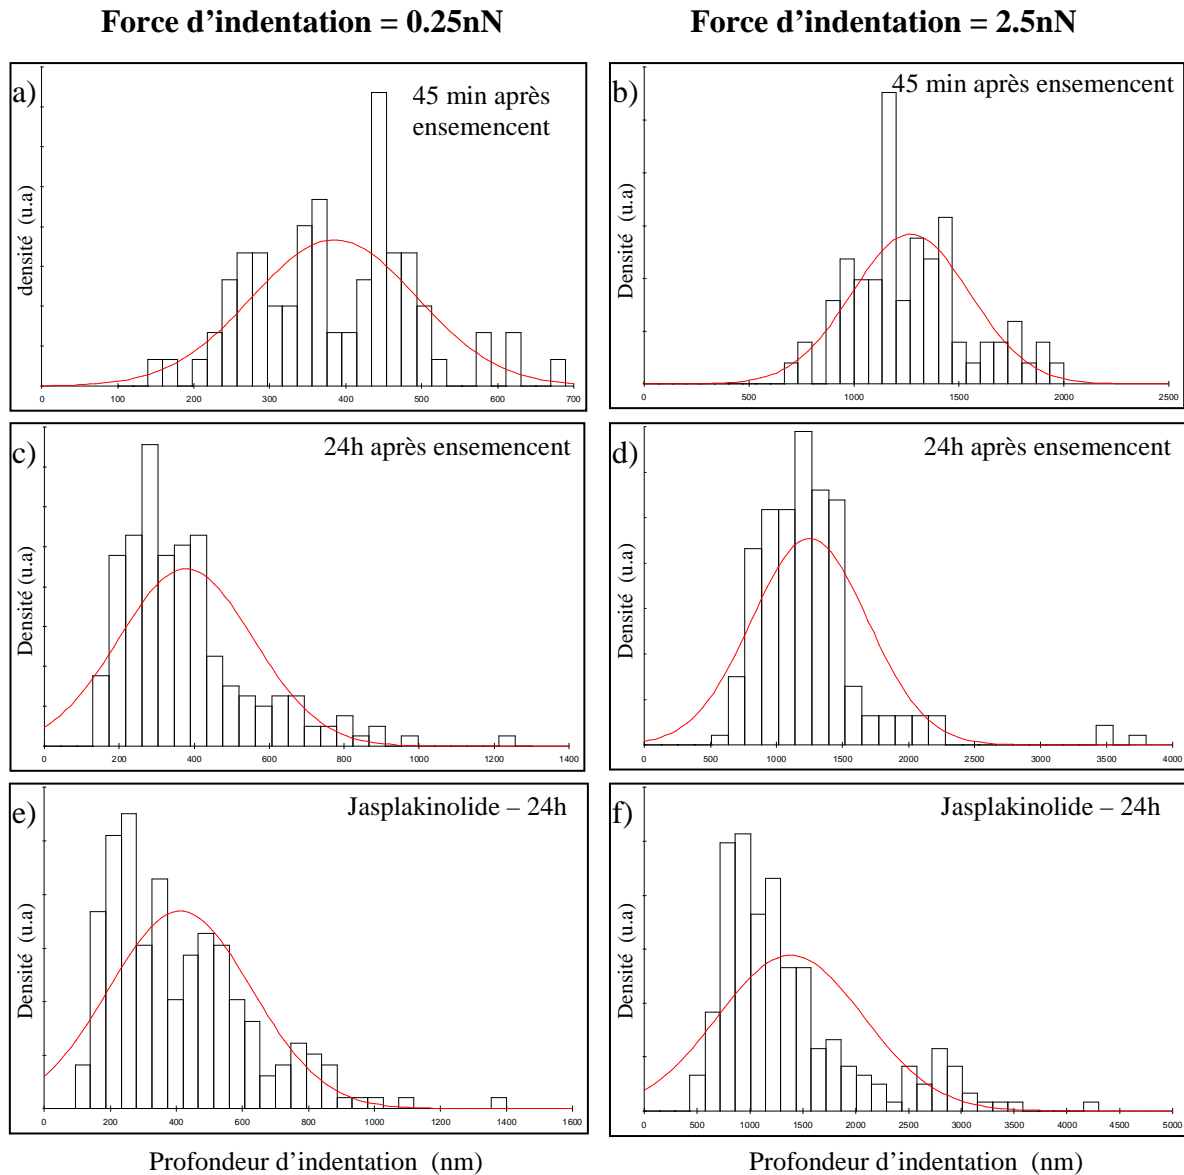 Force d’indentation = 0.25nN
Force d’indentation = 2.5nN
a)
45 min après
ensemencent
densité (u.a)
0 100 200 300 400 500 600 700
b)
45 min après ensemencent
Densité (u.a)
0 500 1000 1500 2000 2500
c)
24h après ensemencent
Densité (u.a)
0 200 400 600 800 1000 1200 1400
d)
24h après ensemencent
Densité (u.a)
0 500 1000 1500 2000 2500 3000 3500 4000
e)
Jasplakinolide – 24h
Densité (u.a)
0 200 400 600 800 1000 1200 1400 1600
f)
Jasplakinolide – 24h
Densité (u.a)
0 500 1000 1500 2000 2500 3000 3500 4000 4500 5000
Profondeur d’indentation (nm)
Profondeur d’indentation (nm)